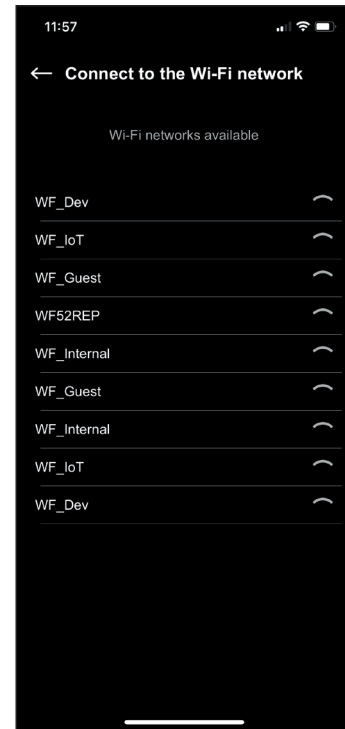 11:57
← Connect to the Wi-Fi network
Wi-Fi networks available
WF_Dev
WF_IoT
WF_Guest
WF52REP
WF_Internal
WF_Guest
WF_Internal
WF_IoT
WF_Dev